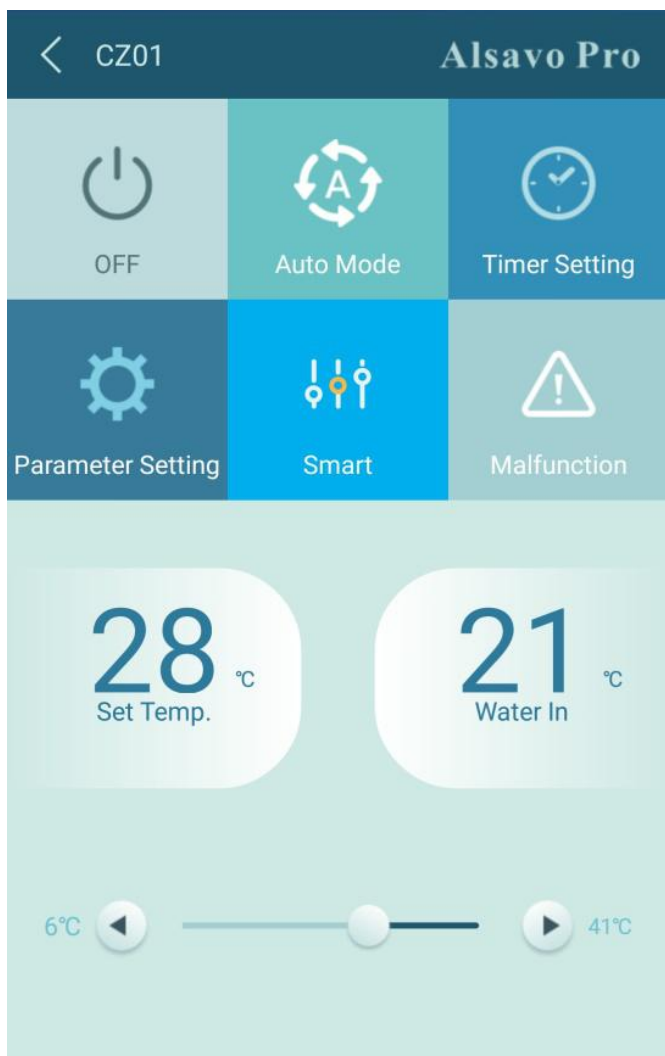 CZ01 Alsavo Pro
OFF Auto Mode Timer Setting
A
Parameter Setting Smart Malfunction
28 °C 21 °C
Set Temp. Water In
6°C 41°C